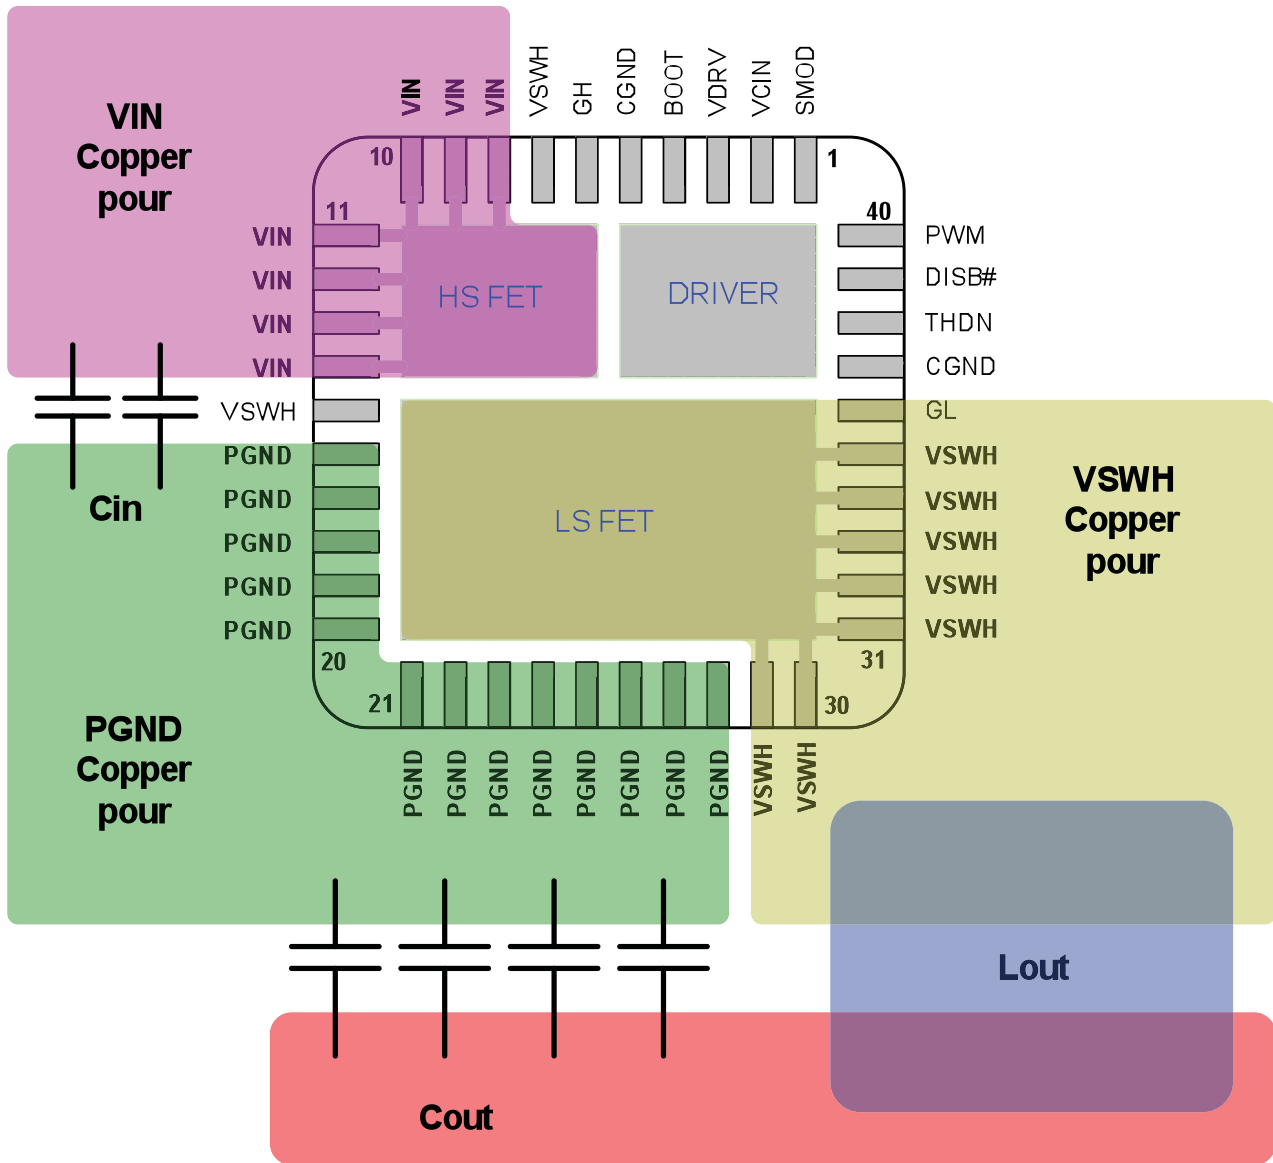 VIN
Copper
pour
VIN
VIN
VIN
VSWH
GH
CGND
BOOT
VDRV
VCIN
SMOD
10
1
11
40
VIN
VIN
VIN
VIN
VSWH
PGND
PGND
PGND
PGND
PGND
HS FET
DRIVER
LS FET
PWM
DISB#
THDN
CGND
GL
VSWH
VSWH
VSWH
VSWH
VSWH
VSWH
Copper
pour
Cin
20
31
21
30
PGND
PGND
PGND
PGND
PGND
PGND
PGND
PGND
VSWH
VSWH
PGND
Copper
pour
Lout
Cout